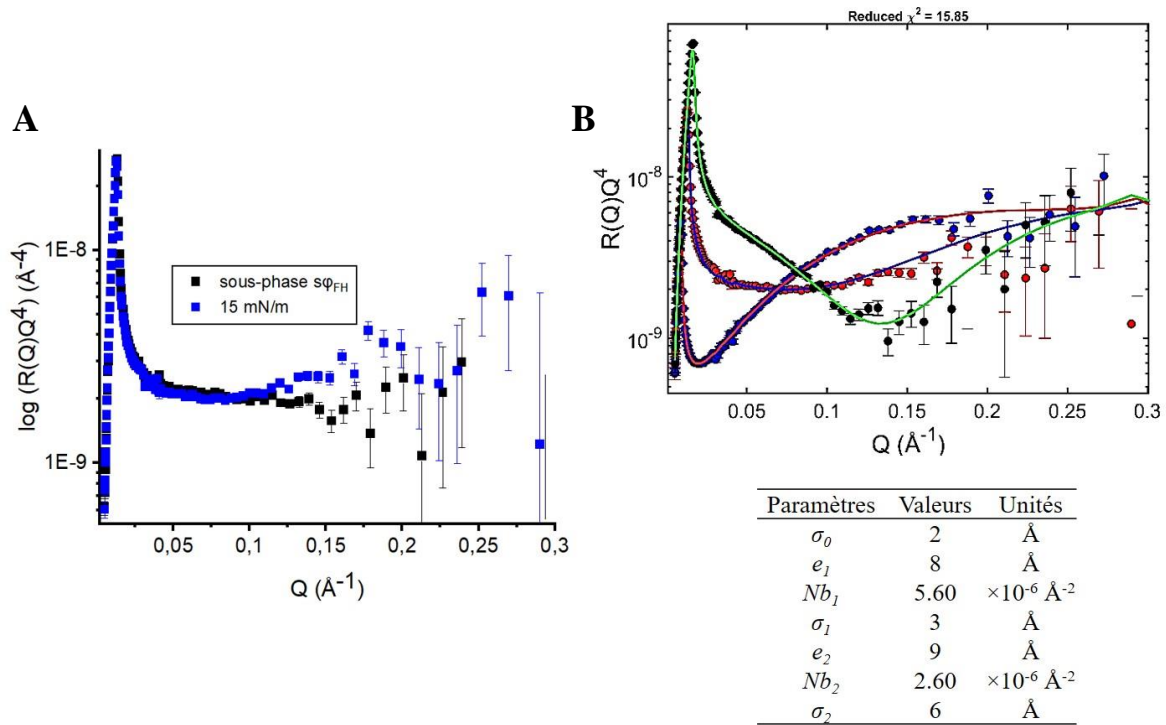 A
log (R(Q)Q⁴) (Å⁻⁴)
1E-8
1E-9
sous-phase sφFH
15 mN/m
0,05 0,1 0,15 0,2 0,25 0,3
Q (Å⁻¹)
B
Reduced χ² = 15.85
R(Q)Q⁴
10⁻⁸
10⁻⁹
0.05 0.1 0.15 0.2 0.25 0.3
Q (Å⁻¹)
Paramètres Valeurs Unités
σ₀ 2 Å
e₁ 8 Å
Nb₁ 5.60 ×10⁻⁶ Å⁻²
σ₁ 3 Å
e₂ 9 Å
Nb₂ 2.60 ×10⁻⁶ Å⁻²
σ₂ 6 Å